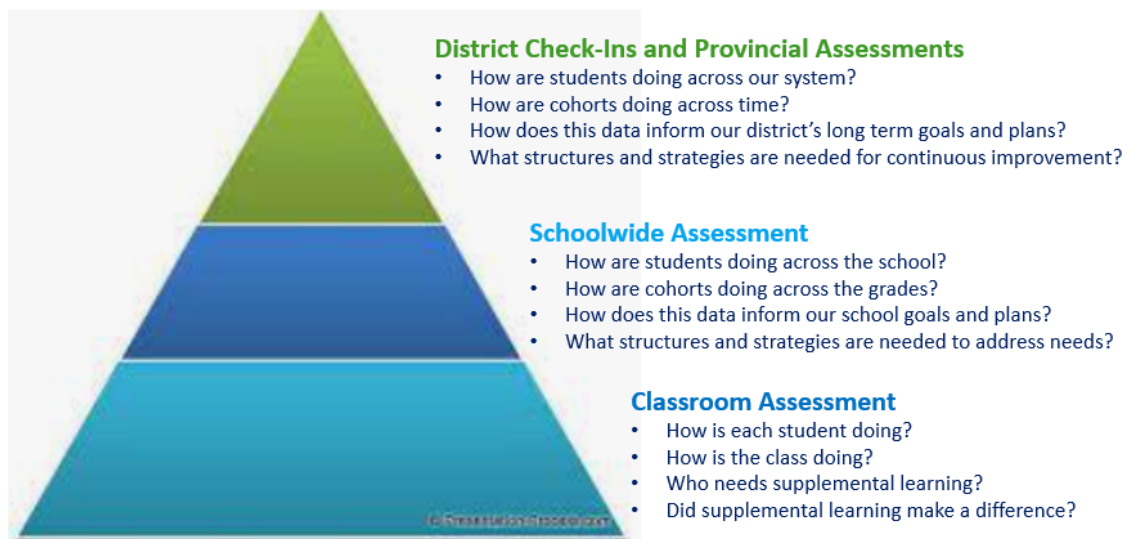 District Check-Ins and Provincial Assessments
• How are students doing across our system?
• How are cohorts doing across time?
• How does this data inform our district's long term goals and plans?
• What structures and strategies are needed for continuous improvement?
Schoolwide Assessment
• How are students doing across the school?
• How are cohorts doing across the grades?
• How does this data inform our school goals and plans?
• What structures and strategies are needed to address needs?
Classroom Assessment
• How is each student doing?
• How is the class doing?
• Who needs supplemental learning?
• Did supplemental learning make a difference?